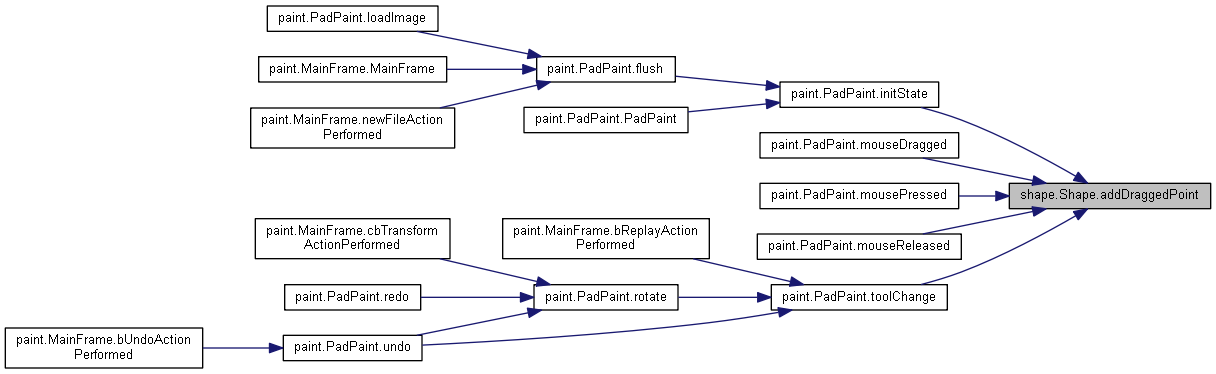 paint.PadPaint.loadImage
paint.MainFrame.MainFrame
paint.PadPaint.flush
paint.PadPaint.initState
paint.MainFrame.newFileAction
Performed
paint.PadPaint.PadPaint
paint.PadPaint.mouseDragged
paint.PadPaint.mousePressed
shape.Shape.addDraggedPoint
paint.MainFrame.cbTransform
ActionPerformed
paint.MainFrame.bReplayAction
Performed
paint.PadPaint.mouseReleased
paint.PadPaint.redo
paint.PadPaint.rotate
paint.PadPaint.toolChange
paint.MainFrame.bUndoAction
Performed
paint.PadPaint.undo